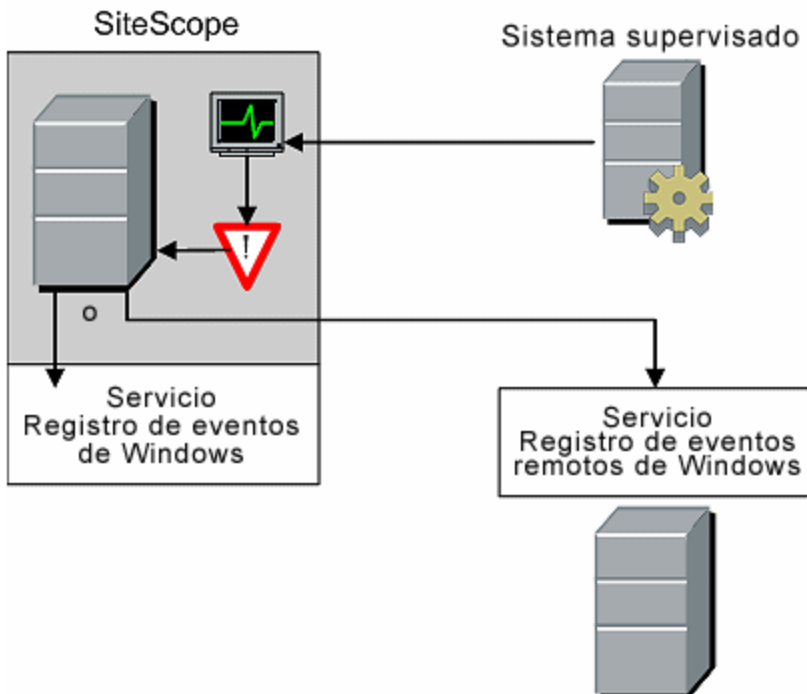 SiteScope
Sistema supervisado
!
o
Servicio
Registro de eventos
de Windows
Servicio
Registro de eventos
remotos de Windows